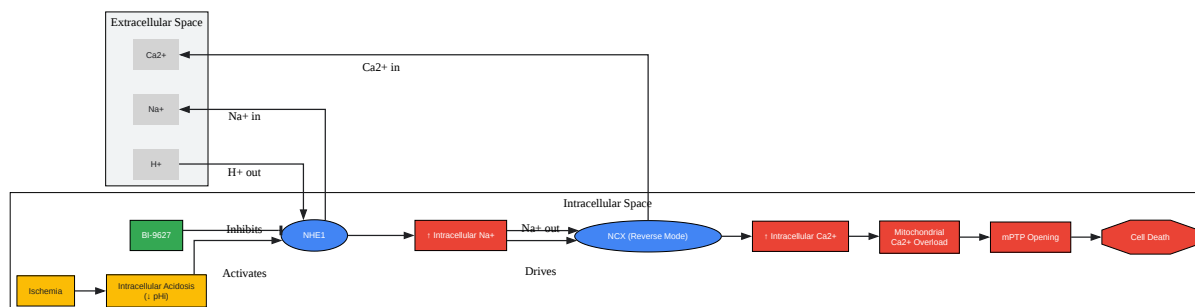 Extracellular Space
Ca2+
Ca2+ in
Na+
Na+ in
H+
H+ out
Intracellular Space
BI-9627
Inhibits
NHE1
↑ Intracellular Na+
Na+ out
NCX (Reverse Mode)
↑ Intracellular Ca2+
Mitochondrial
Ca2+ Overload
mPTP Opening
Cell Death
Activates
Drives
Ischemia
Intracellular Acidosis
(↓ pHi)